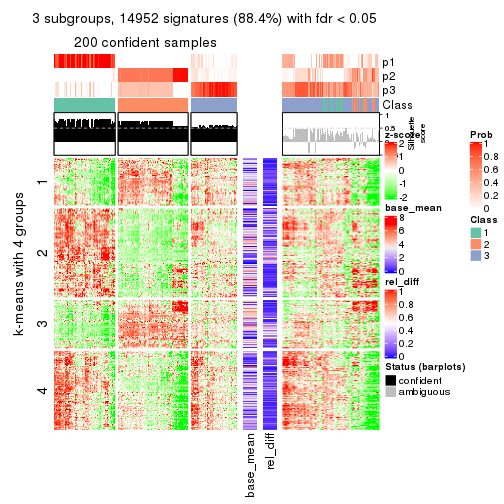 3 subgroups, 14952 signatures (88.4%) with fdr < 0.05
200 confident samples
p1
p2
p3
Class
1
0.5
0
Silhouette
score
z-score
2
1
0
-1
-2
base_mean
8
6
4
2
0
rel_diff
1
0.8
0.6
0.4
0.2
0
Status (barplots)
confident
ambiguous
Prob
1
0.8
0.6
0.4
0.2
0
Class
1
2
3
k-means with 4 groups
1
2
3
4
base_mean
rel_diff